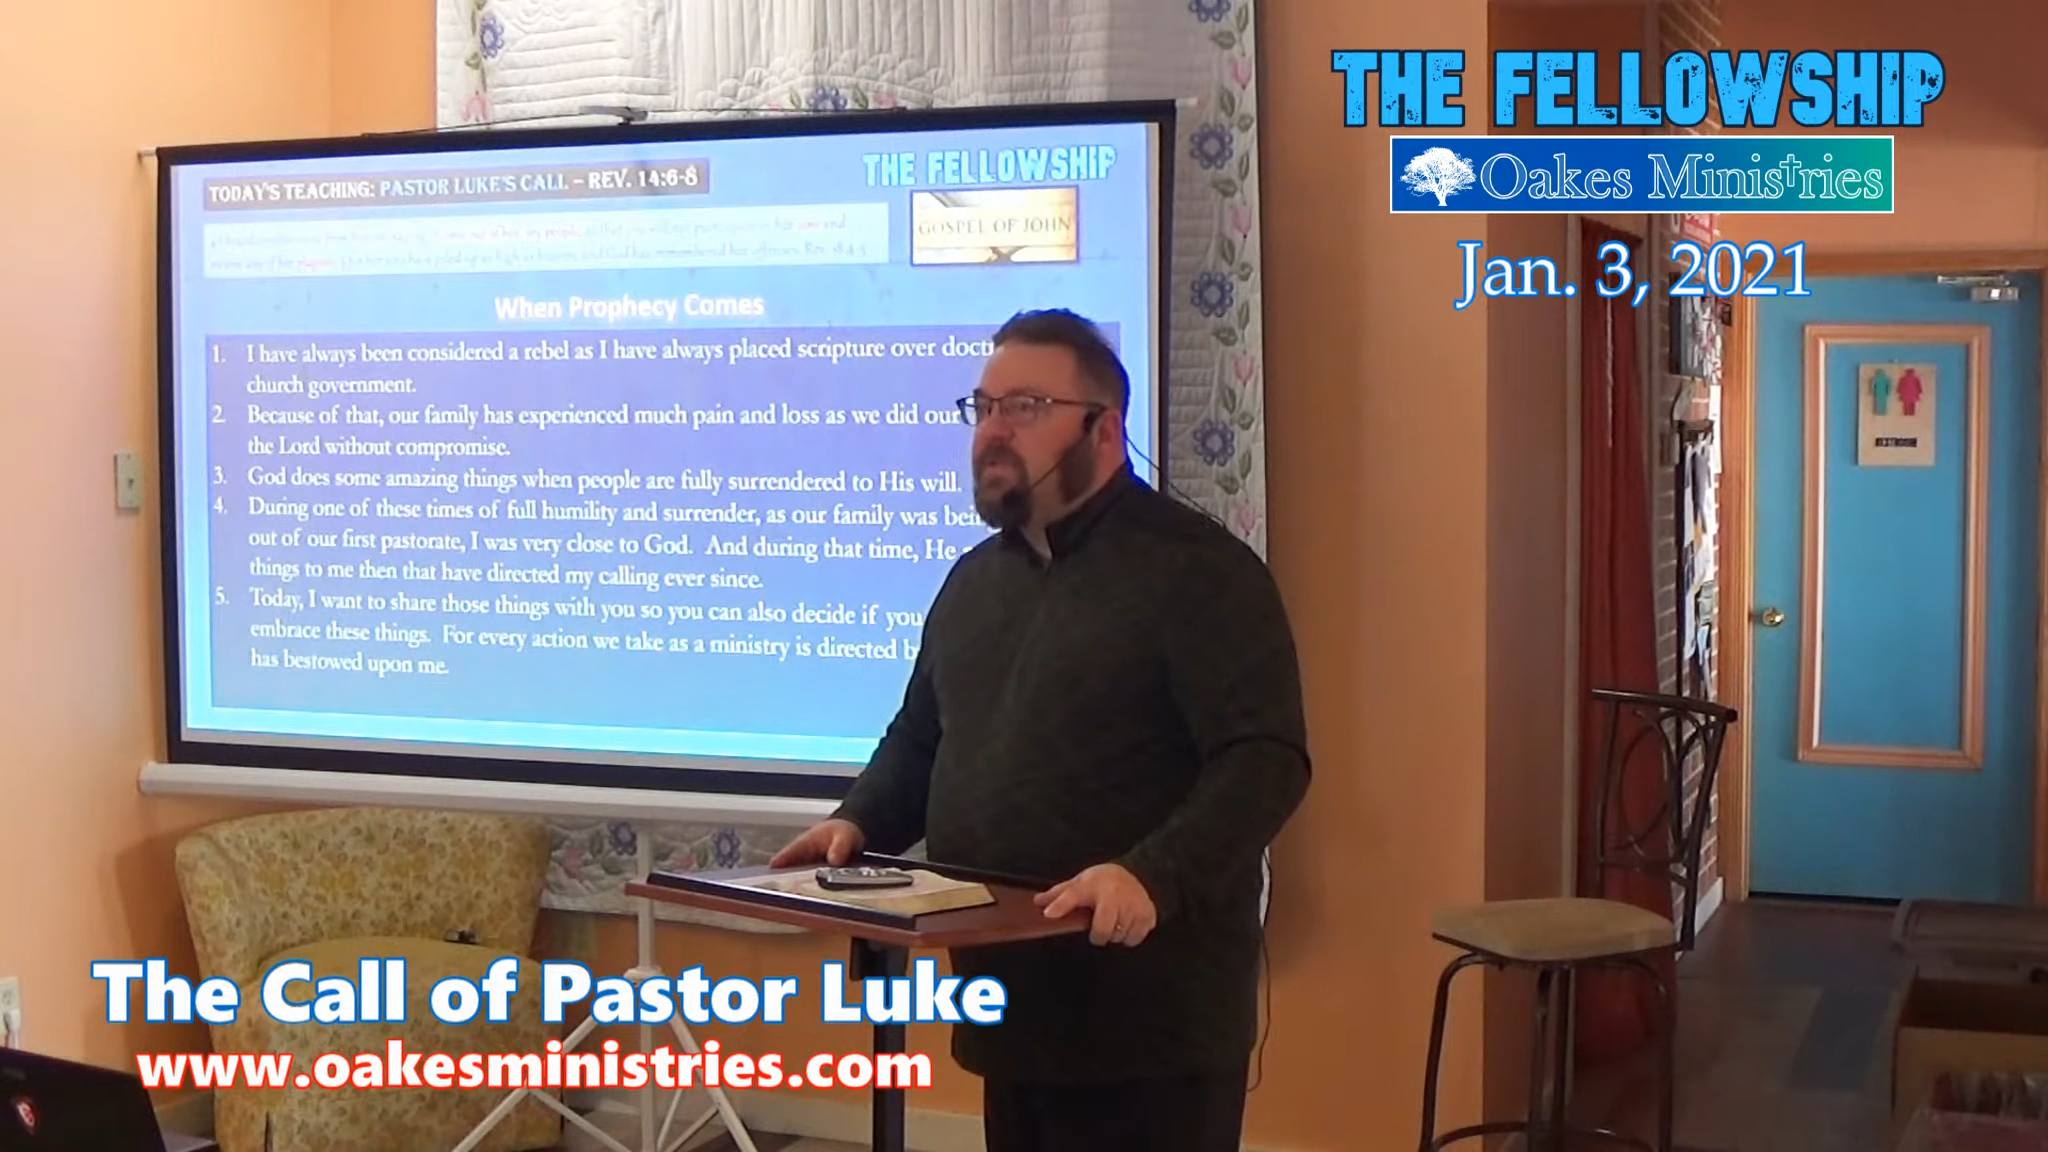 THE FELLOWSHIP
Oakes Ministries
Jan. 3, 2021
TODAY'S TEACHING: PASTOR LUKE'S CALL – REV. 14:6-8
THE FELLOWSHIP
GOSPEL OF JOHN
my people,
Rev. 18:4-5
When Prophecy Comes
1. I have always been considered a rebel as I have always placed scripture over
church government.
2. Because of that, our family has experienced much pain and loss as we did our
the Lord without compromise.
3. God does some amazing things when people are fully surrendered to His will.
4. During one of these times of full humility and surrender, as our family was
out of our first pastorate, I was very close to God. And during that time, He
things to me then that have directed my calling ever since.
5. Today, I want to share those things with you so you can also decide if you
embrace these things. For every action we take as a ministry is directed
has bestowed upon me.
The Call of Pastor Luke
www.oakesministries.com